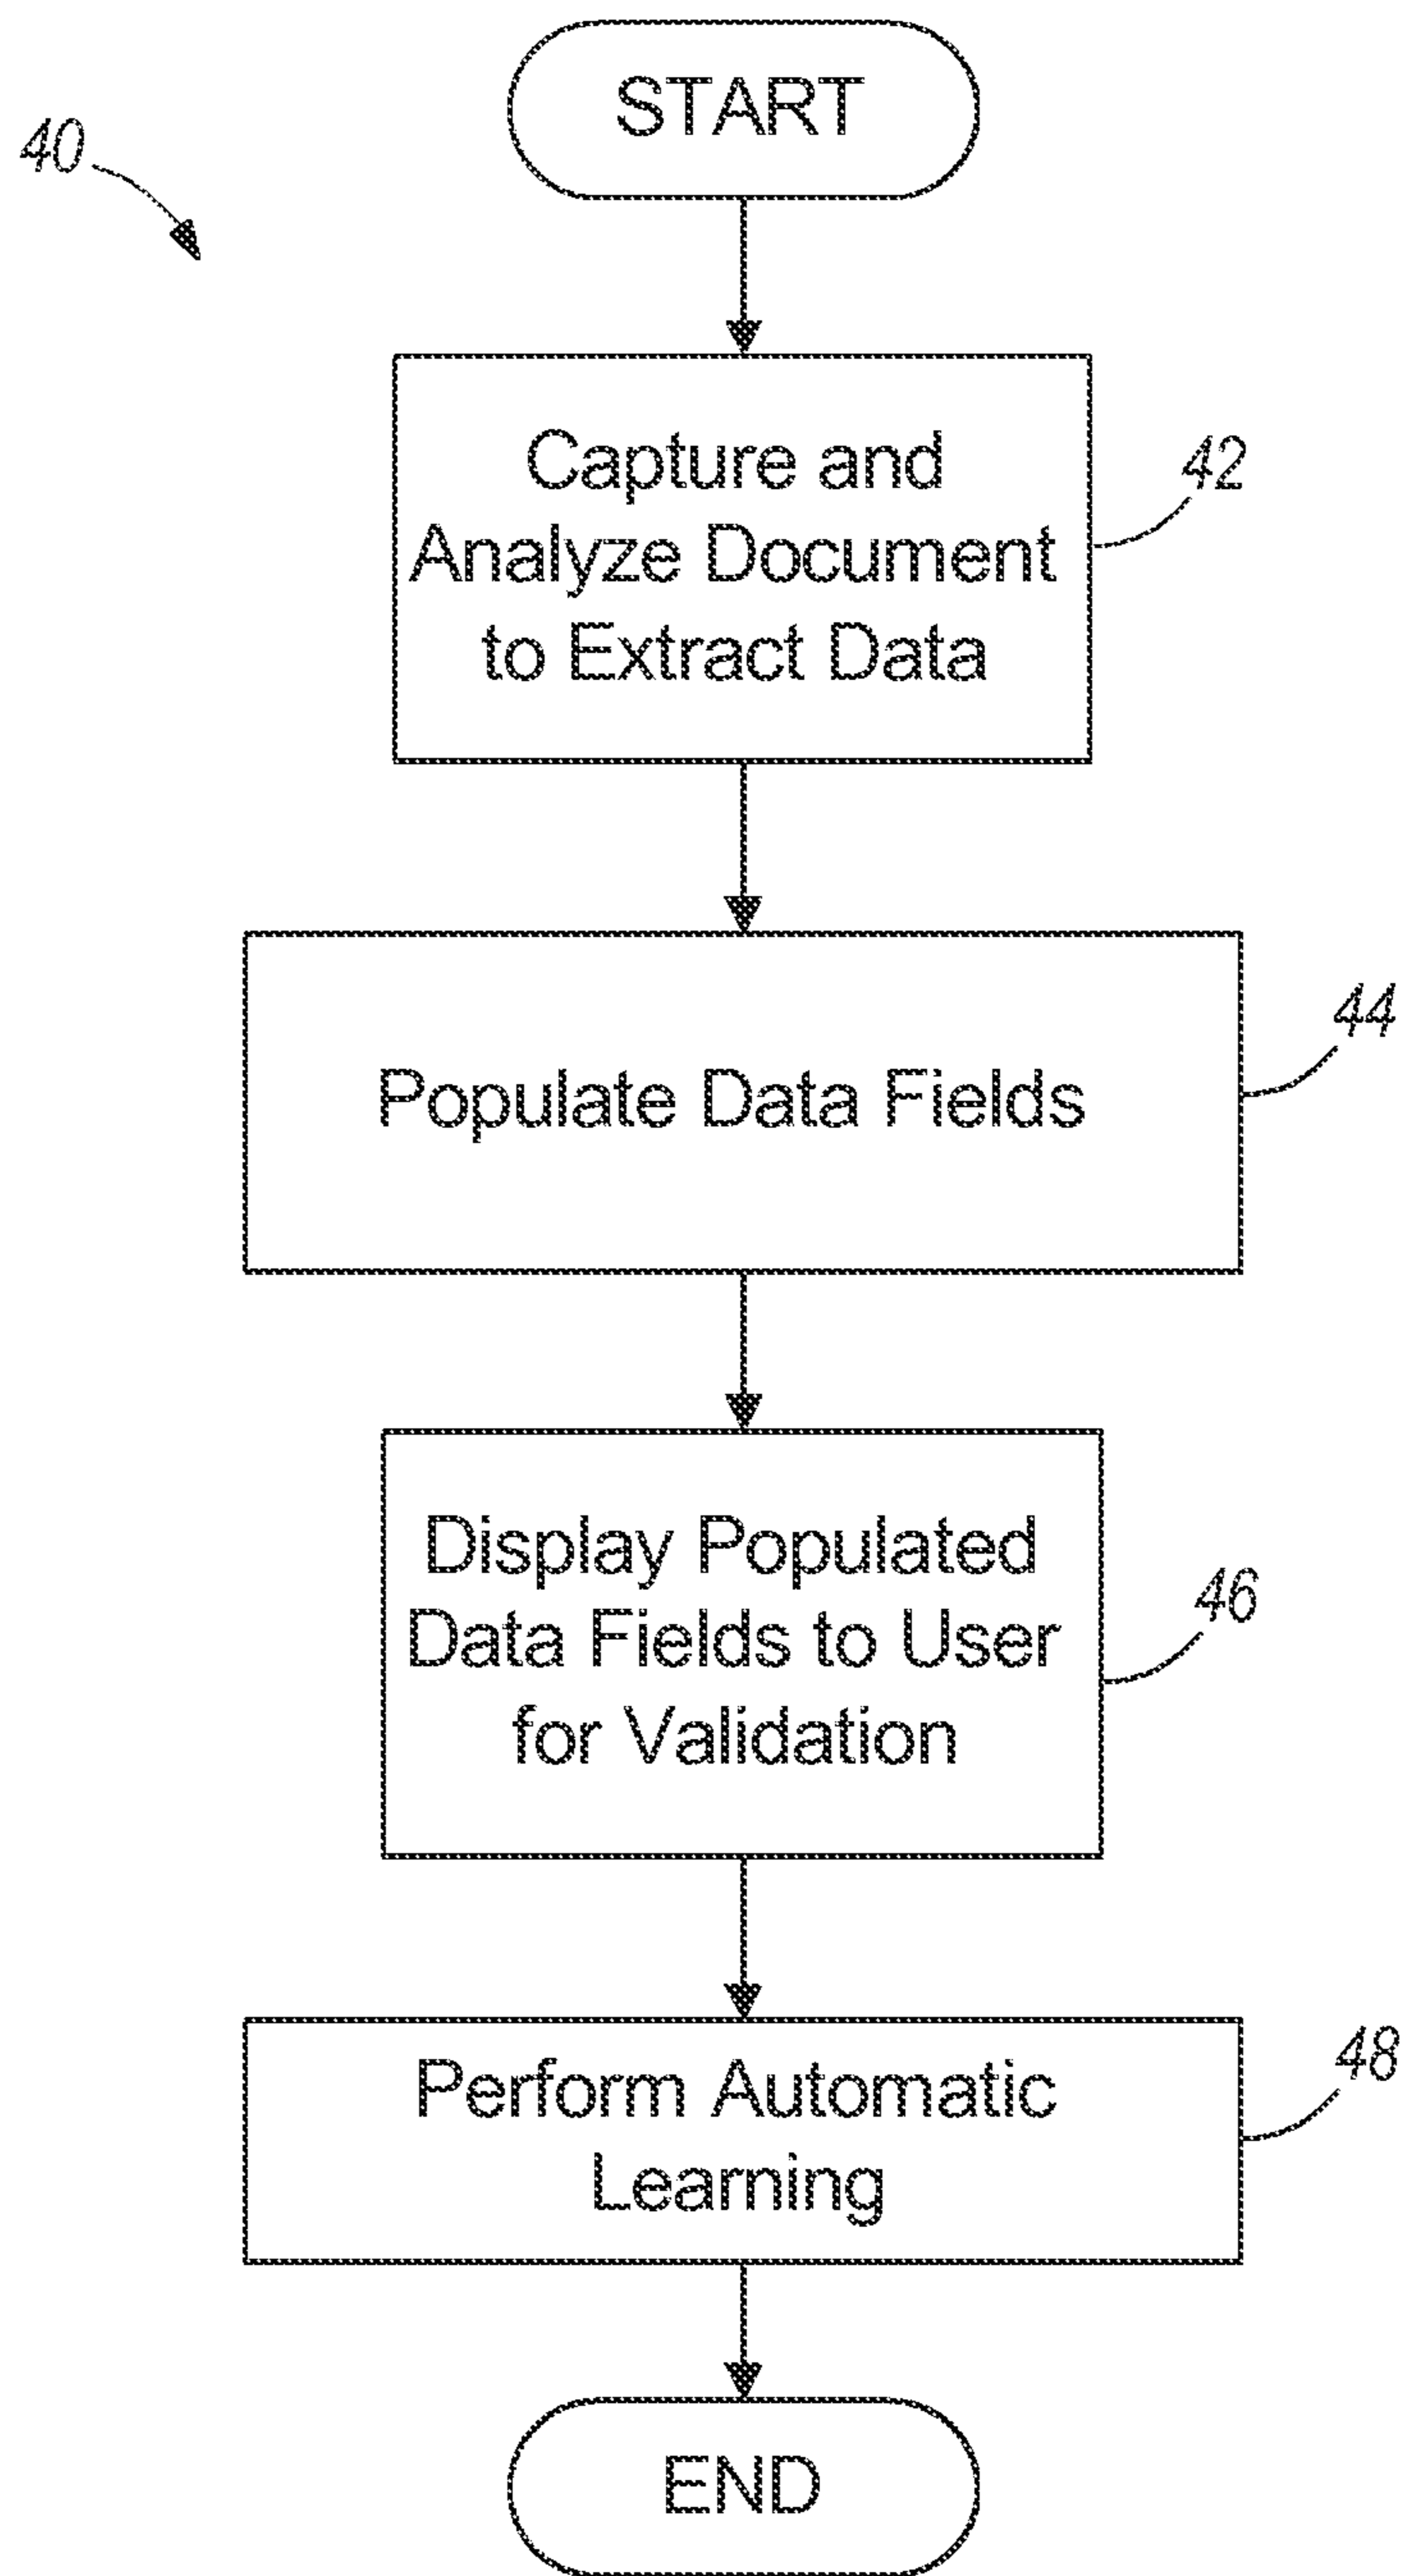 START
40
Capture and
Analyze Document
to Extract Data
42
Populate Data Fields
44
Display Populated
Data Fields to User
for Validation
46
Perform Automatic
Learning
48
END